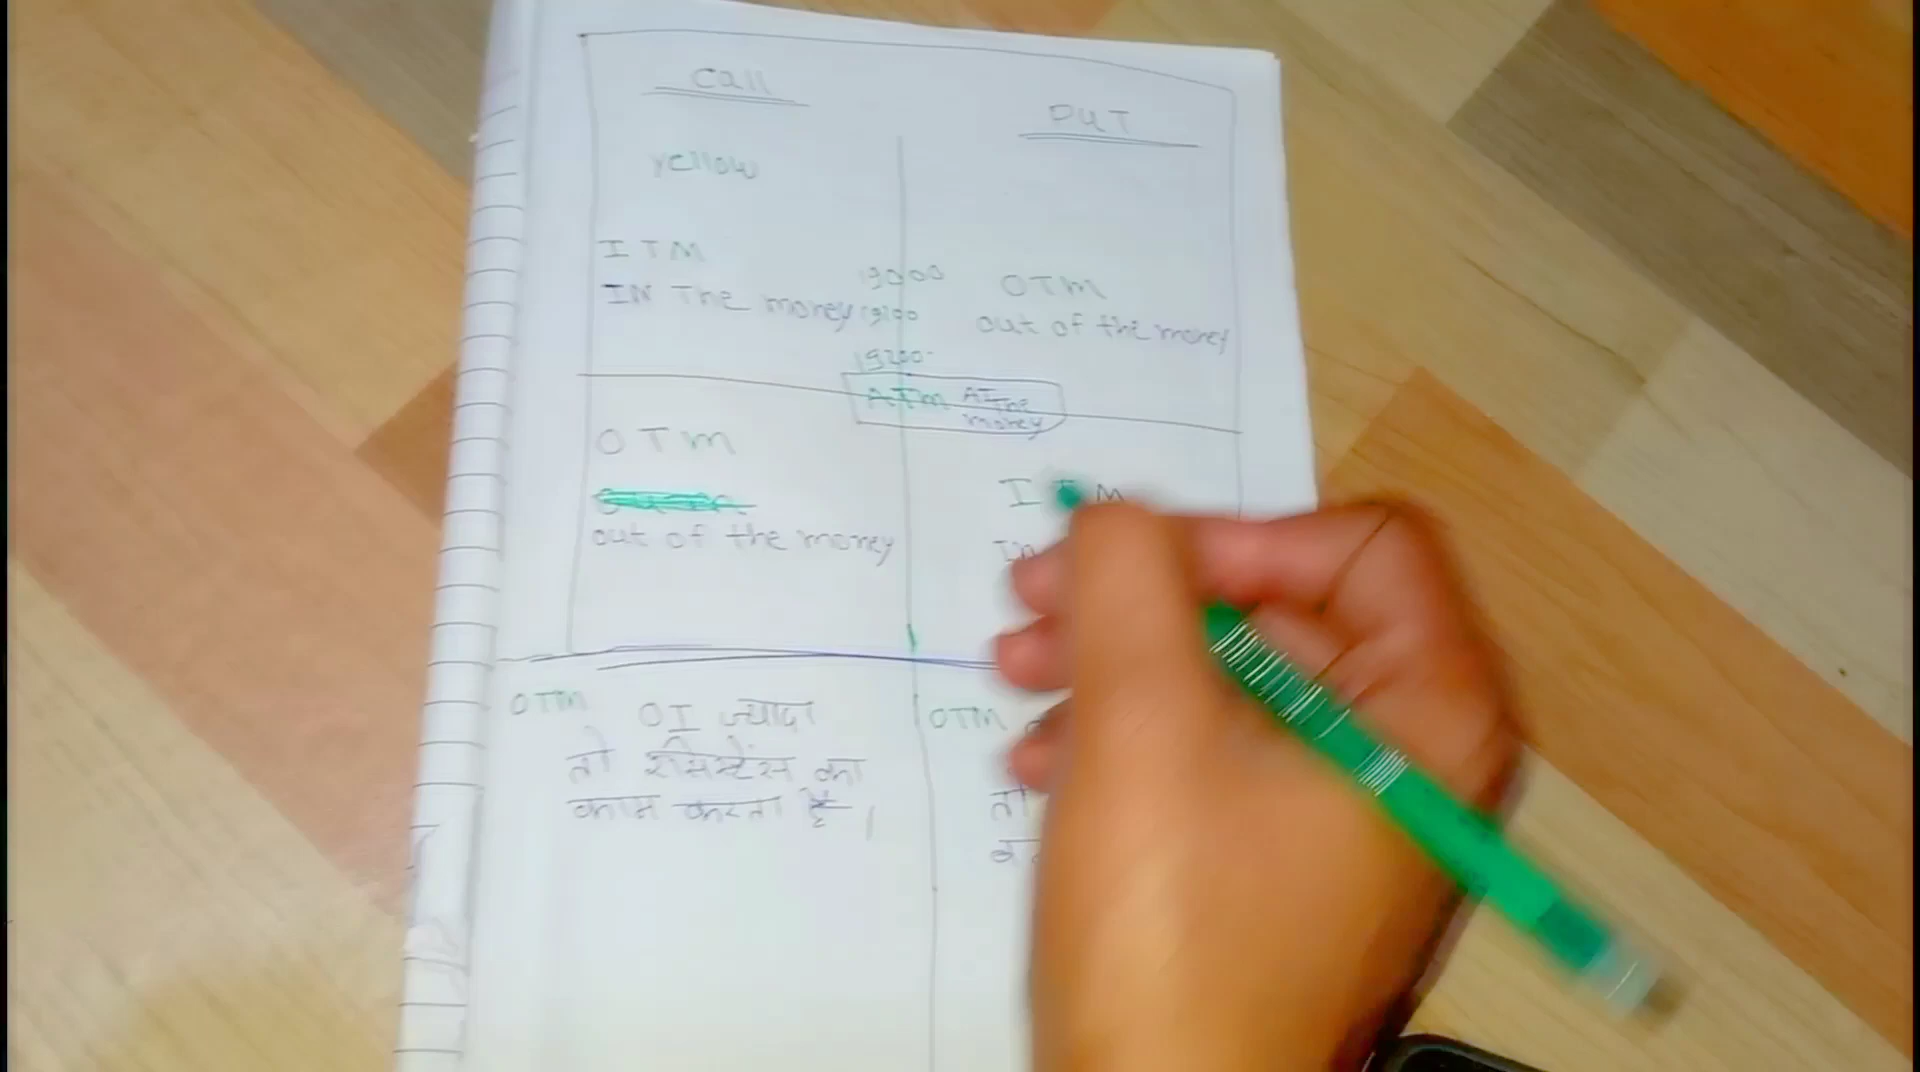 call
PUT
yellow
ITM
IN The money
19000
19100
19200
OTM
out of the money
ATM AT The
money
OTM
out of the money
ITM
In
OTM OI ज्यादा
तो रेसिस्टेंस का
काम करता है।
OTM
तो